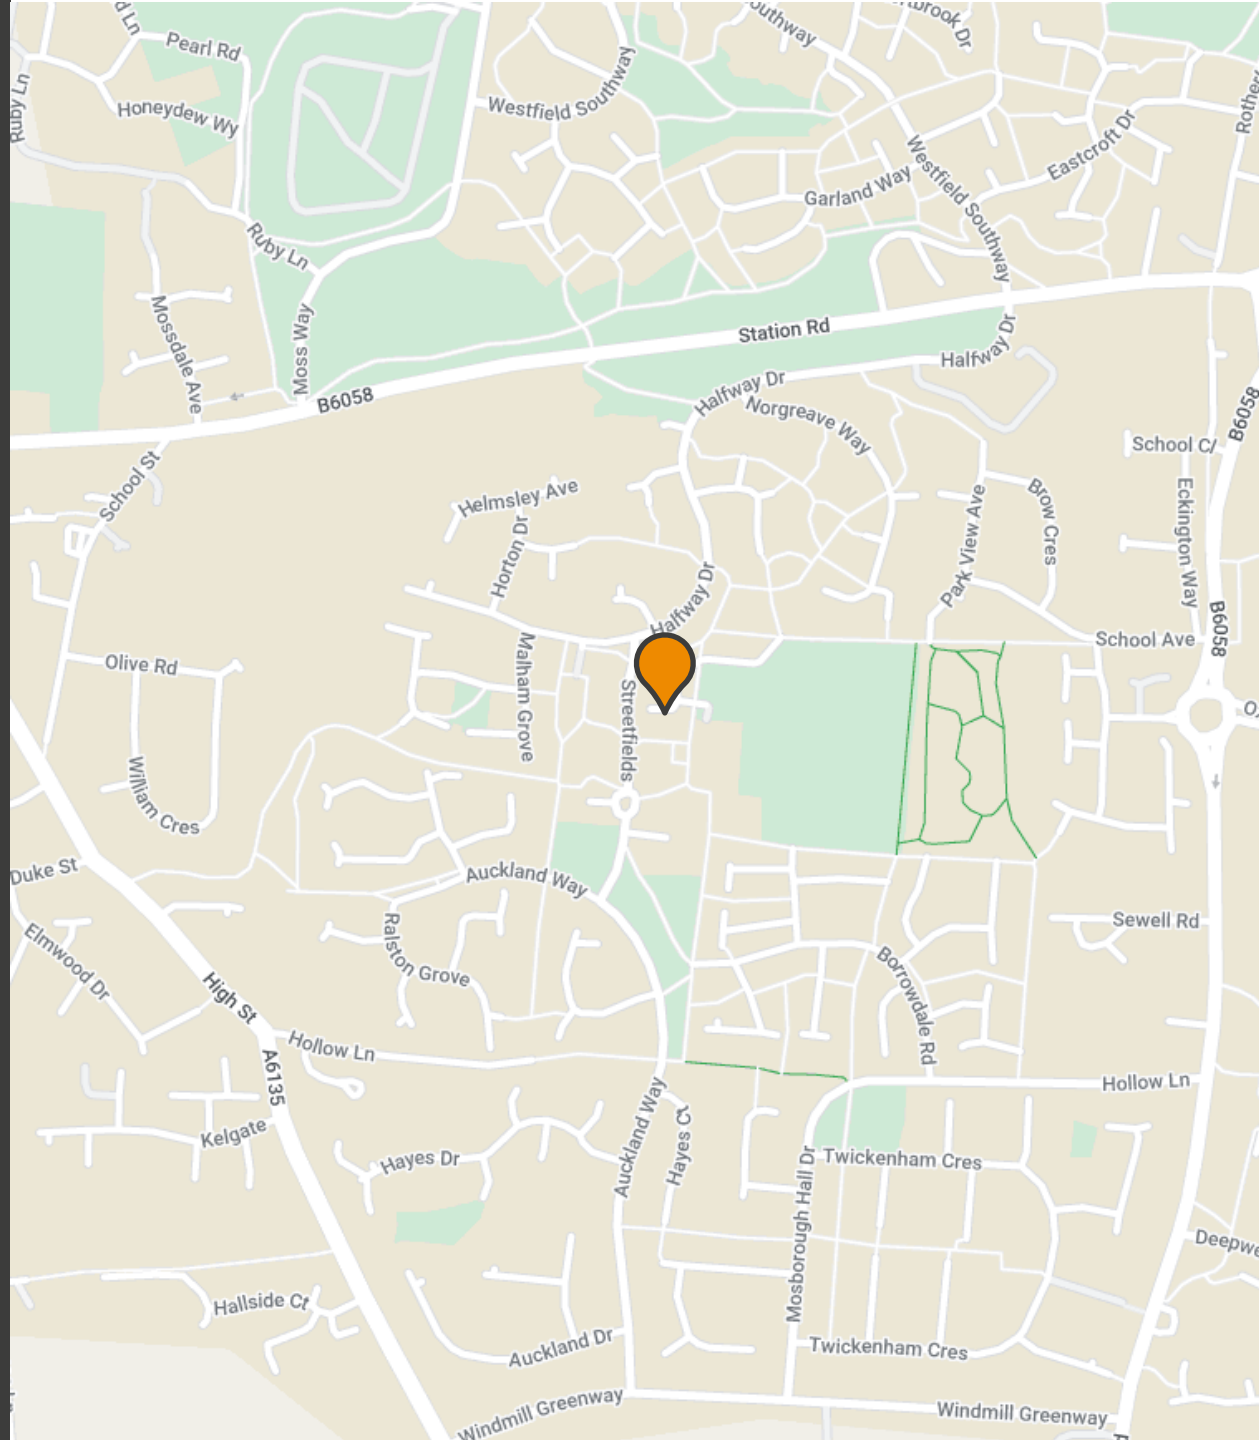 Pearl Rd
Westfield Southway
Honeydew Wy
Ruby Ln
Eastcroft Dr
Westfield Southway
Garland Way
Ruby Ln
Mossdale Ave
Moss Way
Station Rd
Halfway Dr
Halfway Dr
B6058
Norgreave Way
B6058
School St
School C/
Helmsley Ave
Eckington Way
Brow Cres
Park View Ave
Horton Dr
Halfway Dr
B6058
School Ave
Olive Rd
Malham Grove
Streetfields
William Cres
Duke St
Auckland Way
Ralston Grove
Sewell Rd
Elmwood Dr
Borrowdale Rd
High St
Hollow Ln
A6135
Hollow Ln
Auckland Way
Hayes Ct
Kelgate
Hayes Dr
Twickenham Cres
Mosborough Hall Dr
Deepwe
Hallside Ct
Auckland Dr
Twickenham Cres
Windmill Greenway
Windmill Greenway